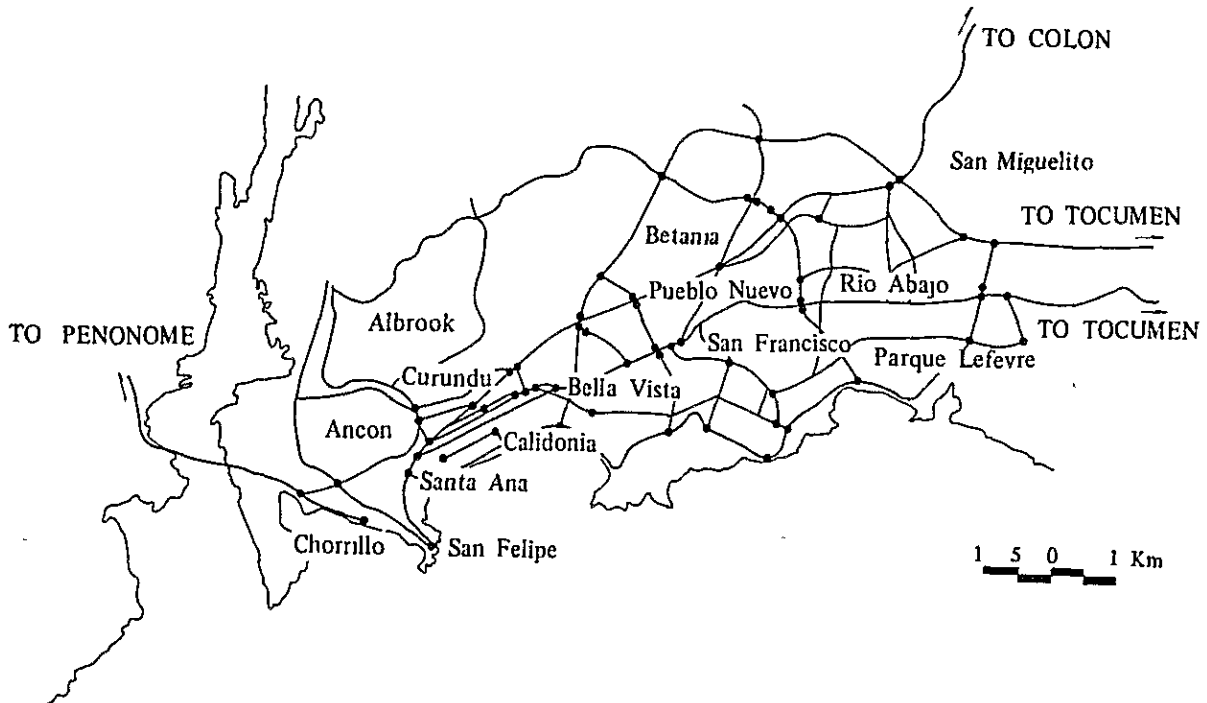 TO COLON
San Miguelito
TO TOCUMEN
Betania
Pueblo Nuevo
Rio Abajo
Albrook
TO PENONOME
TO TOCUMEN
San Francisco
Parque Lefevre
Curundu
Bella Vista
Ancon
Calidonia
Santa Ana
Chorrillo
San Felipe
1 5 0 1 Km